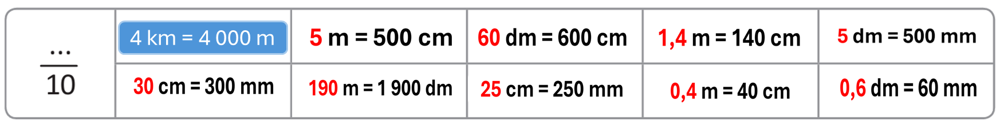 ...
10
4 km = 4 000 m
5 m = 500 cm
60 dm = 600 cm
1,4 m = 140 cm
5 dm = 500 mm
30 cm = 300 mm
190 m = 1 900 dm
25 cm = 250 mm
0,4 m = 40 cm
0,6 dm = 60 mm